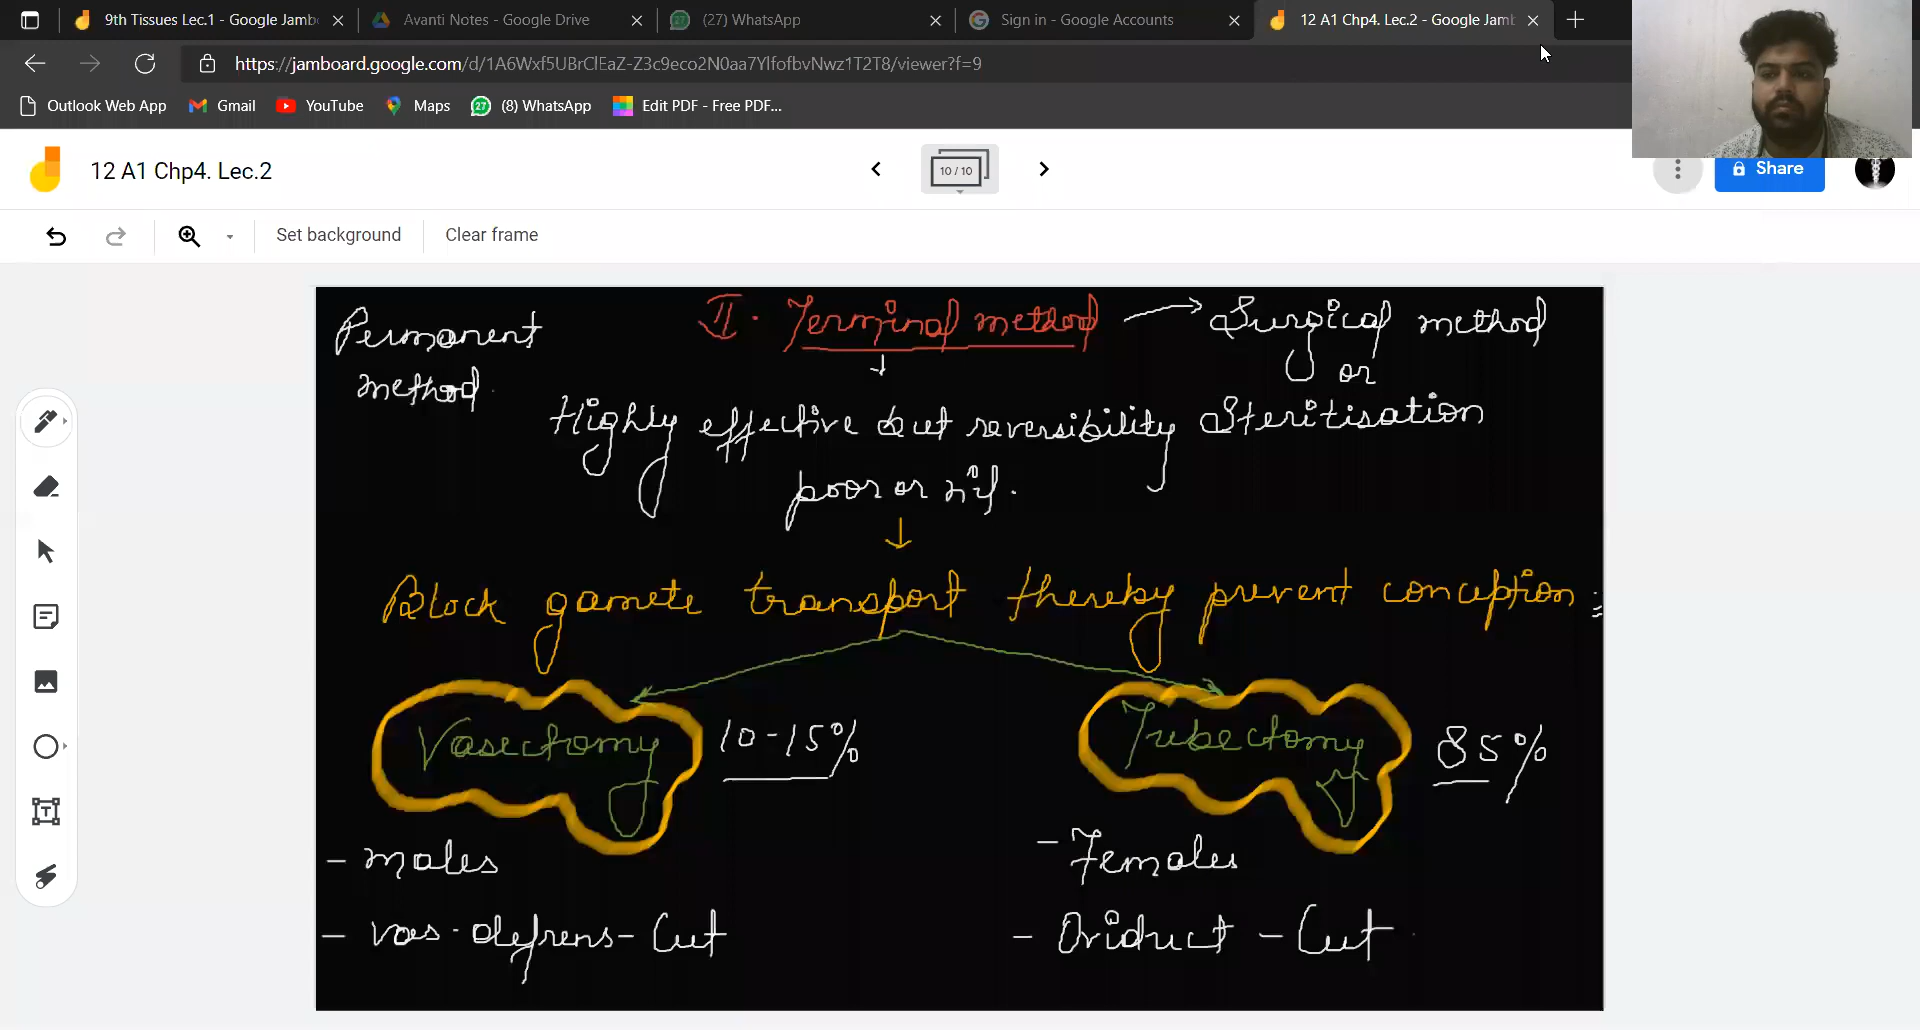 9th Tissues Lec.1 - Google Jambo
Avanti Notes - Google Drive
(27) WhatsApp
Sign in - Google Accounts
12 A1 Chp4. Lec.2 - Google Jamb
https://jamboard.google.com/d/1A6Wxf5UBrClEaZ-Z3c9eco2N0aa7YlfofbvNwz1T2T8/viewer?f=9
Outlook Web App
Gmail
YouTube
Maps
27
(8) WhatsApp
Edit PDF - Free PDF...
12 A1 Chp4. Lec.2
10 / 10
Share
Set background
Clear frame
Permanent method
II. Terminal method → Surgical method
or
Highly effective but reversibility Sterilisation
poor or nil.
Block gamete transport thereby prevent conception
Vasectomy 10-15%
Tubectomy 85%
- males
- Females
- vas-defrens - Cut
- Oviduct - Cut